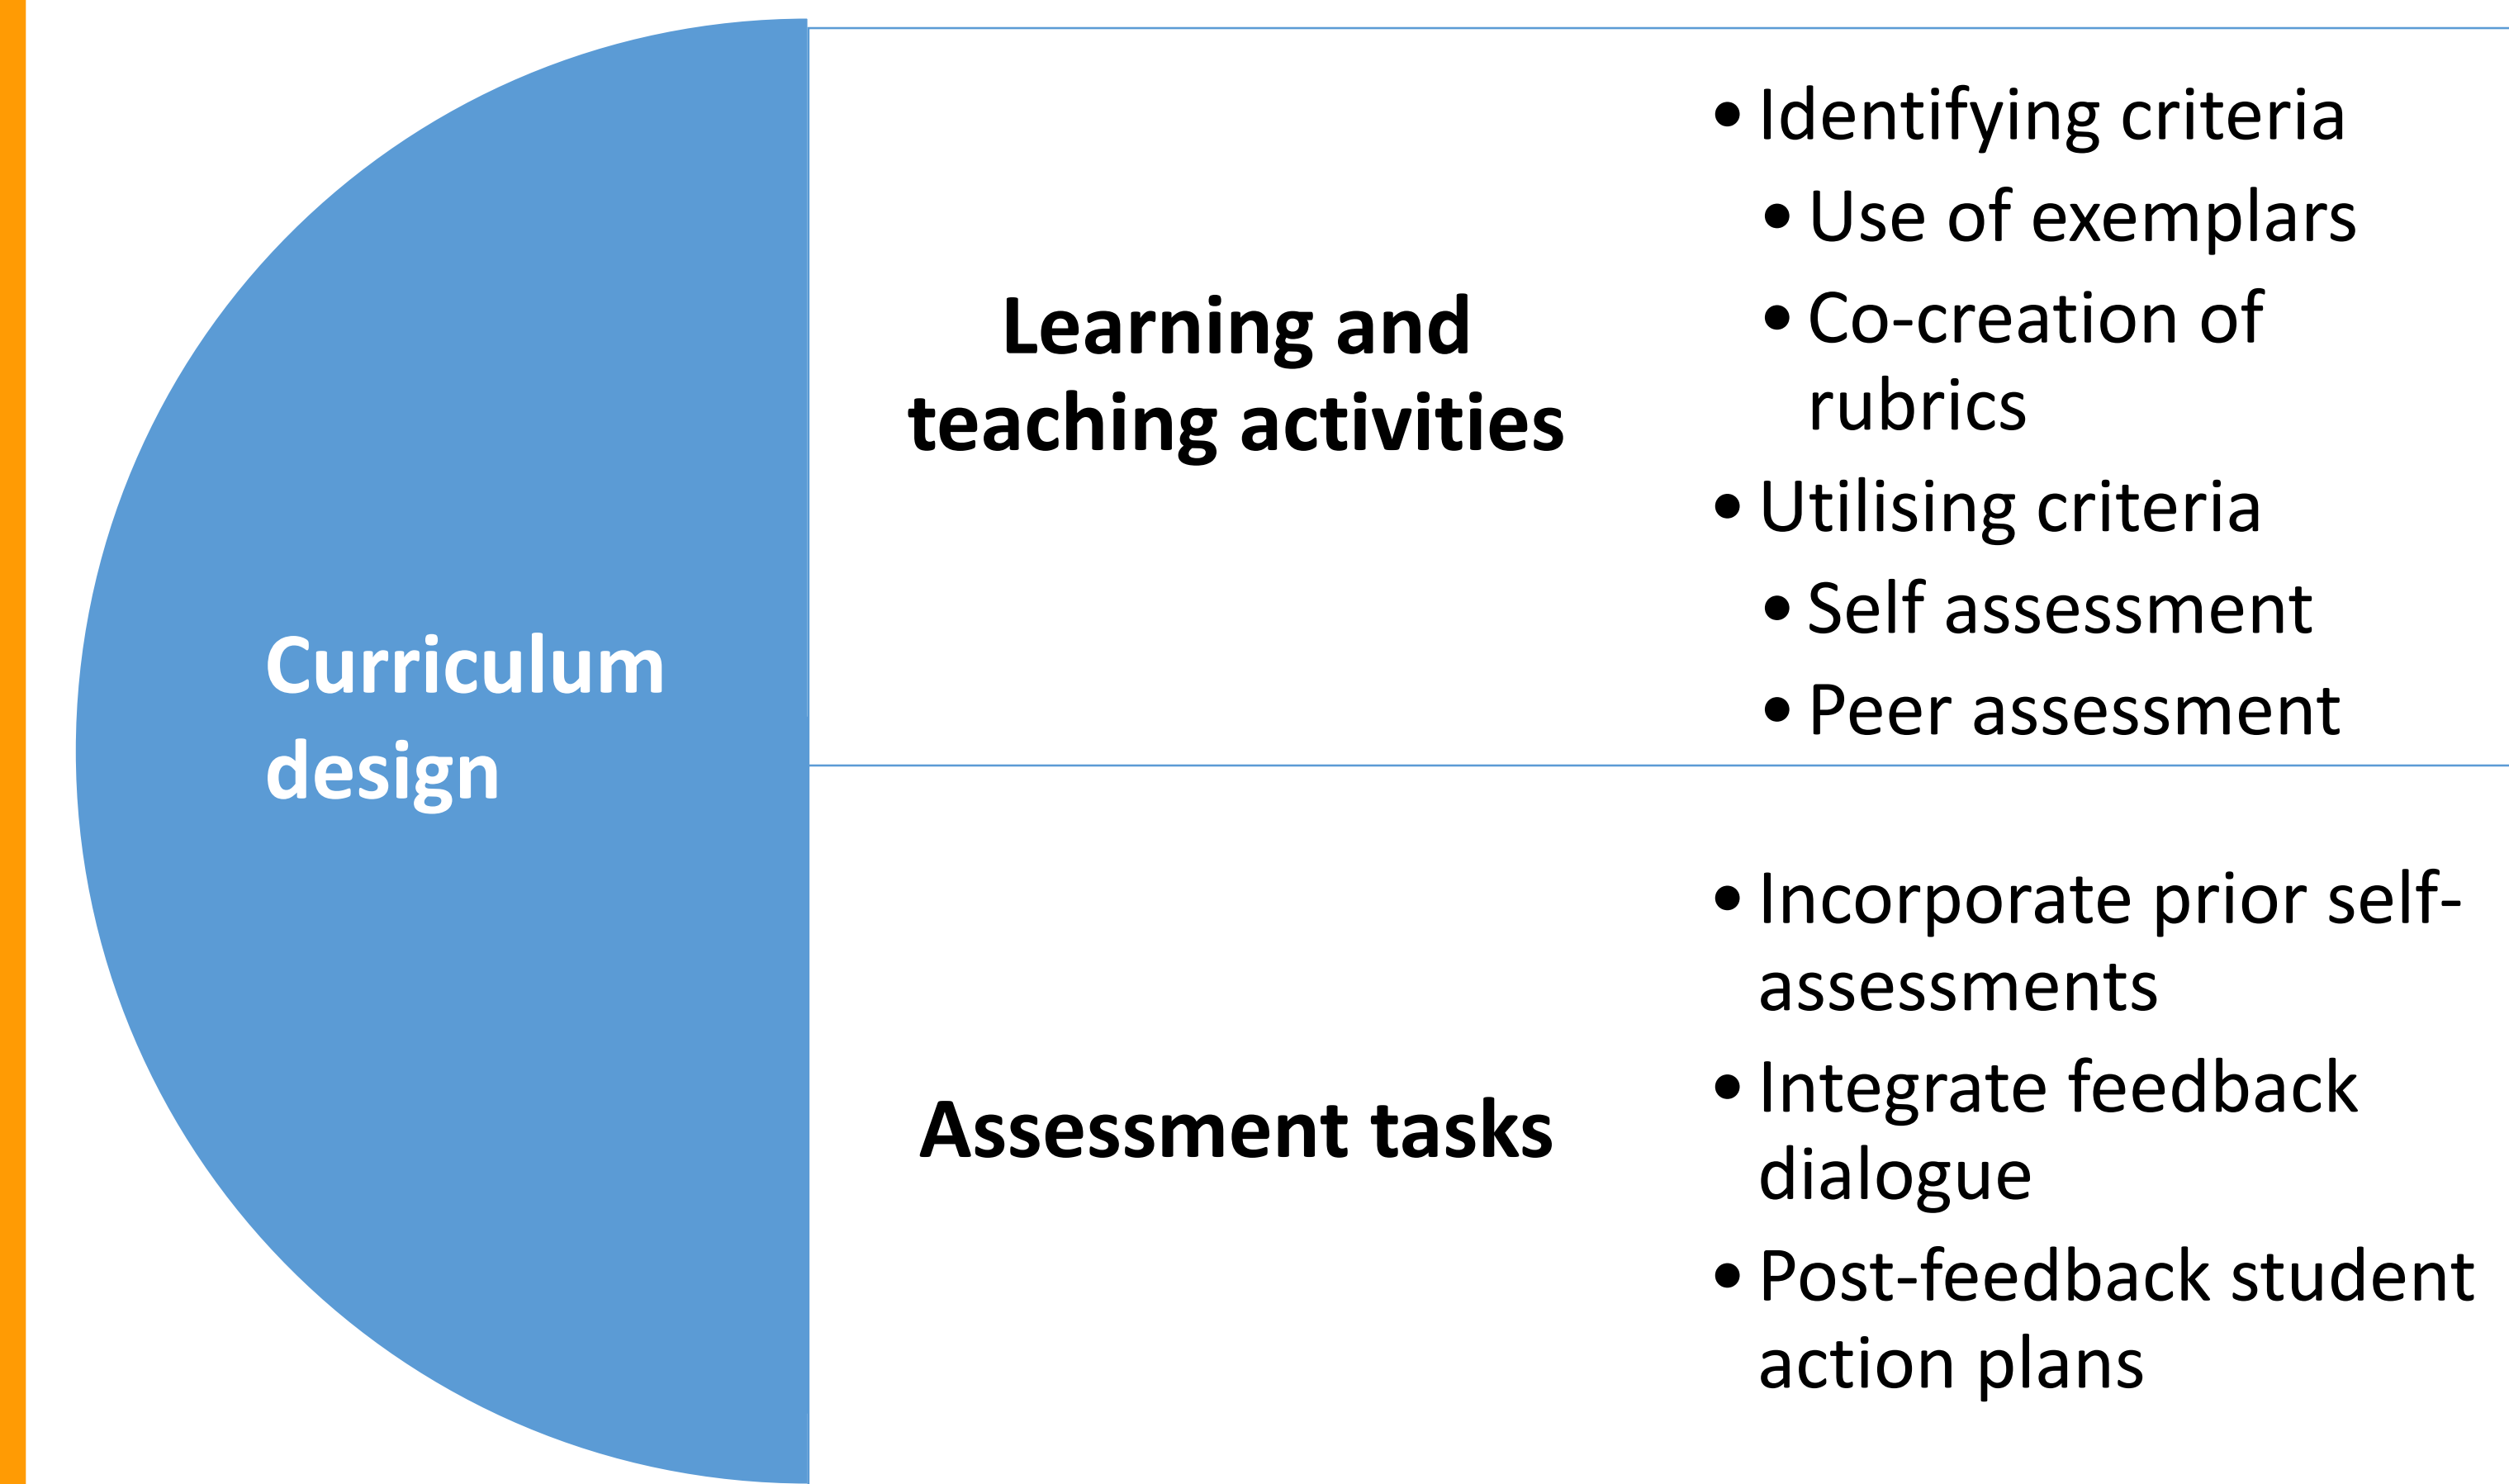 Curriculum
design
Learning and
teaching activities
• Identifying criteria
• Use of exemplars
• Co-creation of
rubrics
• Utilising criteria
• Self assessment
• Peer assessment
Assessment tasks
• Incorporate prior self-
assessments
• Integrate feedback
dialogue
• Post-feedback student
action plans